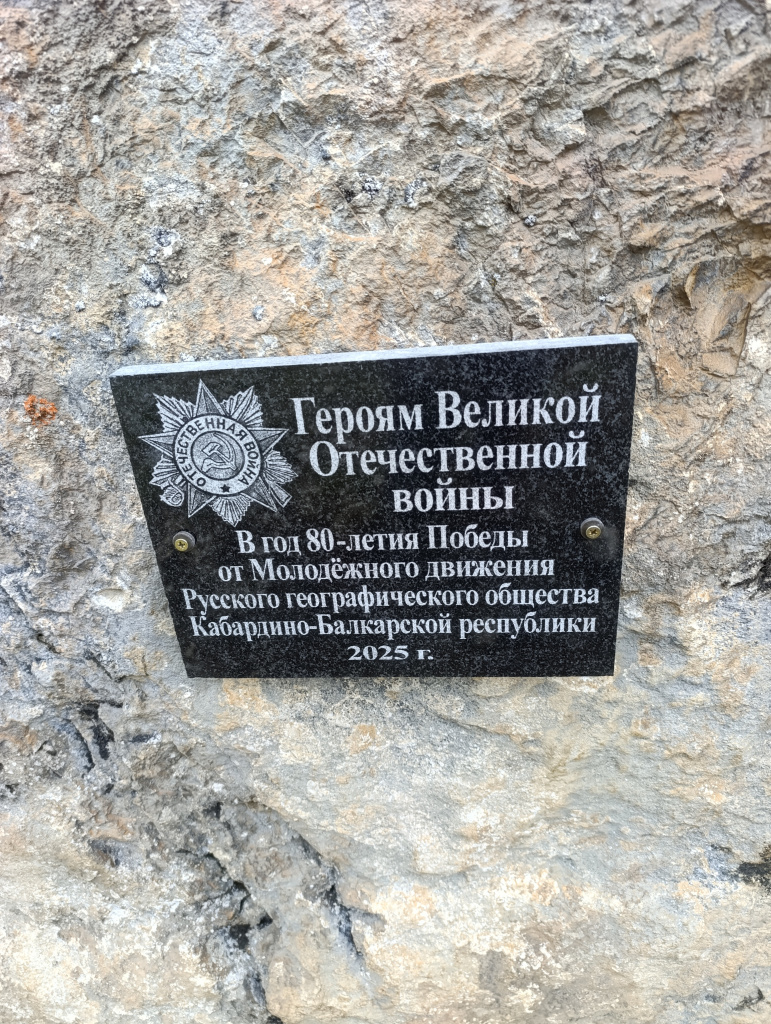 ОТЕЧЕСТВЕННАЯ ВОЙНА
Героям Великой
Отечественной
войны
В год 80-летия Победы
от Молодёжного движения
Русского географического общества
Кабардино-Балкарской республики
2025 г.